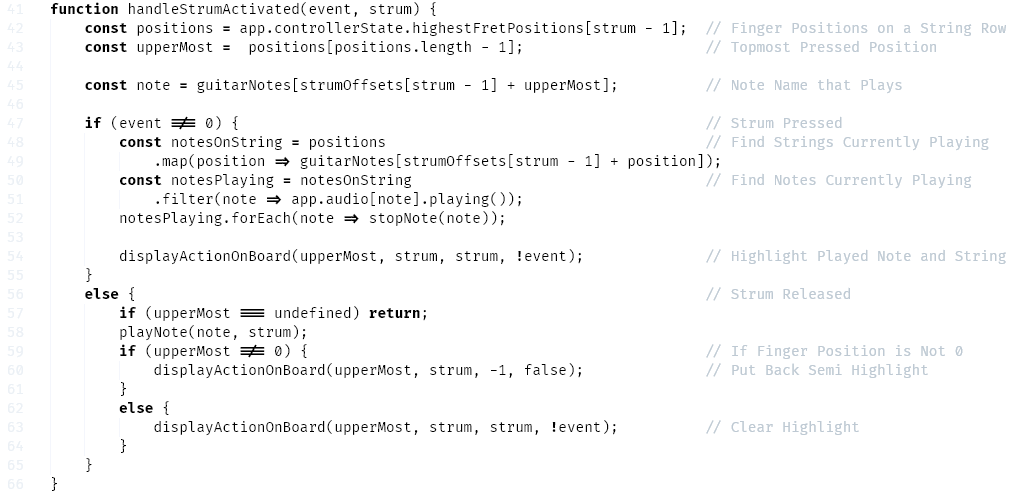 41 function handleStrumActivated(event, strum) {
42     const positions = app.controllerState.highestFretPositions[strum - 1];  // Finger Positions on a String Row
43     const upperMost =  positions[positions.length - 1];                     // Topmost Pressed Position
44
45     const note = guitarNotes[strumOffsets[strum - 1] + upperMost];          // Note Name that Plays
46
47     if (event !== 0) {                                                      // Strum Pressed
48         const notesOnString = positions                                     // Find Strings Currently Playing
49             .map(position => guitarNotes[strumOffsets[strum - 1] + position]);
50         const notesPlaying = notesOnString                                  // Find Notes Currently Playing
51             .filter(note => app.audio[note].playing());
52         notesPlaying.forEach(note => stopNote(note));
53
54         displayActionOnBoard(upperMost, strum, strum, !event);              // Highlight Played Note and String
55     }
56     else {                                                                  // Strum Released
57         if (upperMost === undefined) return;
58         playNote(note, strum);
59         if (upperMost !== 0) {                                              // If Finger Position is Not 0
60             displayActionOnBoard(upperMost, strum, -1, false);              // Put Back Semi Highlight
61         }
62         else {
63             displayActionOnBoard(upperMost, strum, strum, !event);          // Clear Highlight
64         }
65     }
66 }